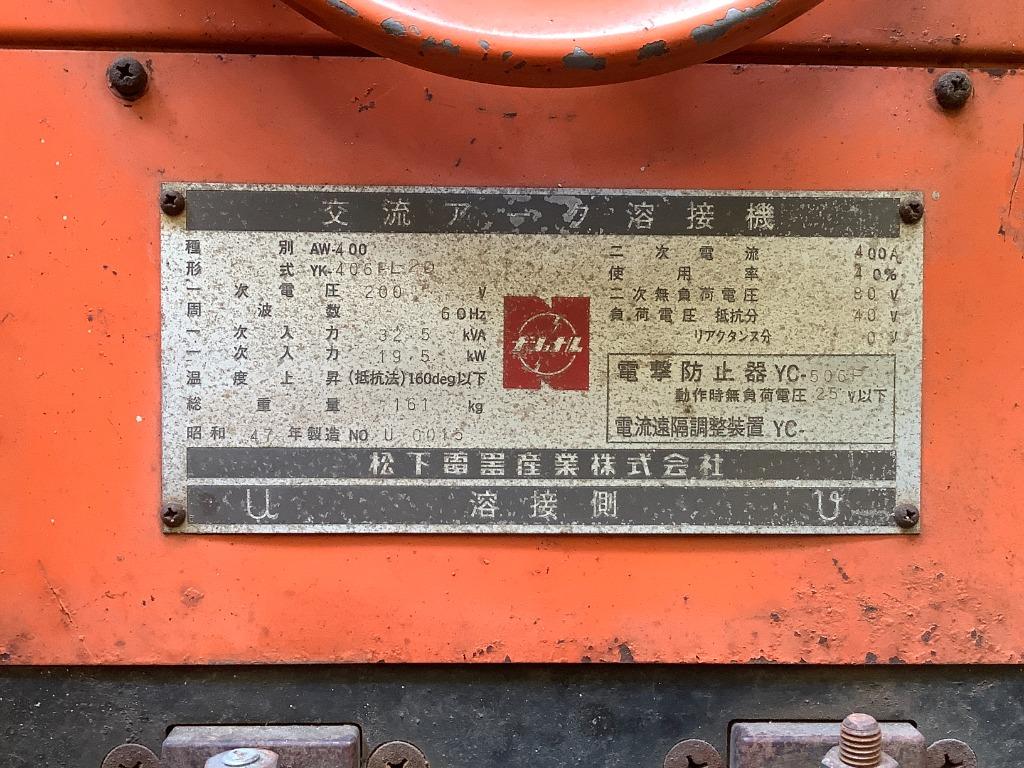 交流アーク溶接機
種別 AW-400
形式 YK-406FL2D
一次電圧 200 V
周波数 60Hz
一次入力 32.5 kVA
一次入力 19.5 kW
温度上昇 (抵抗法)160deg以下
総重量 161 kg
昭和 47 年製造 NO U 0015
ナショナル
二次電流 400A
使用率 40%
二次無負荷電圧 80 V
負荷電圧 抵抗分 40 V
リアクタンス分 0 V
電撃防止器 YC-
動作時無負荷電圧 25 V以下
電流遠隔調整装置 YC-
松下電器産業株式会社
U 溶接側 V